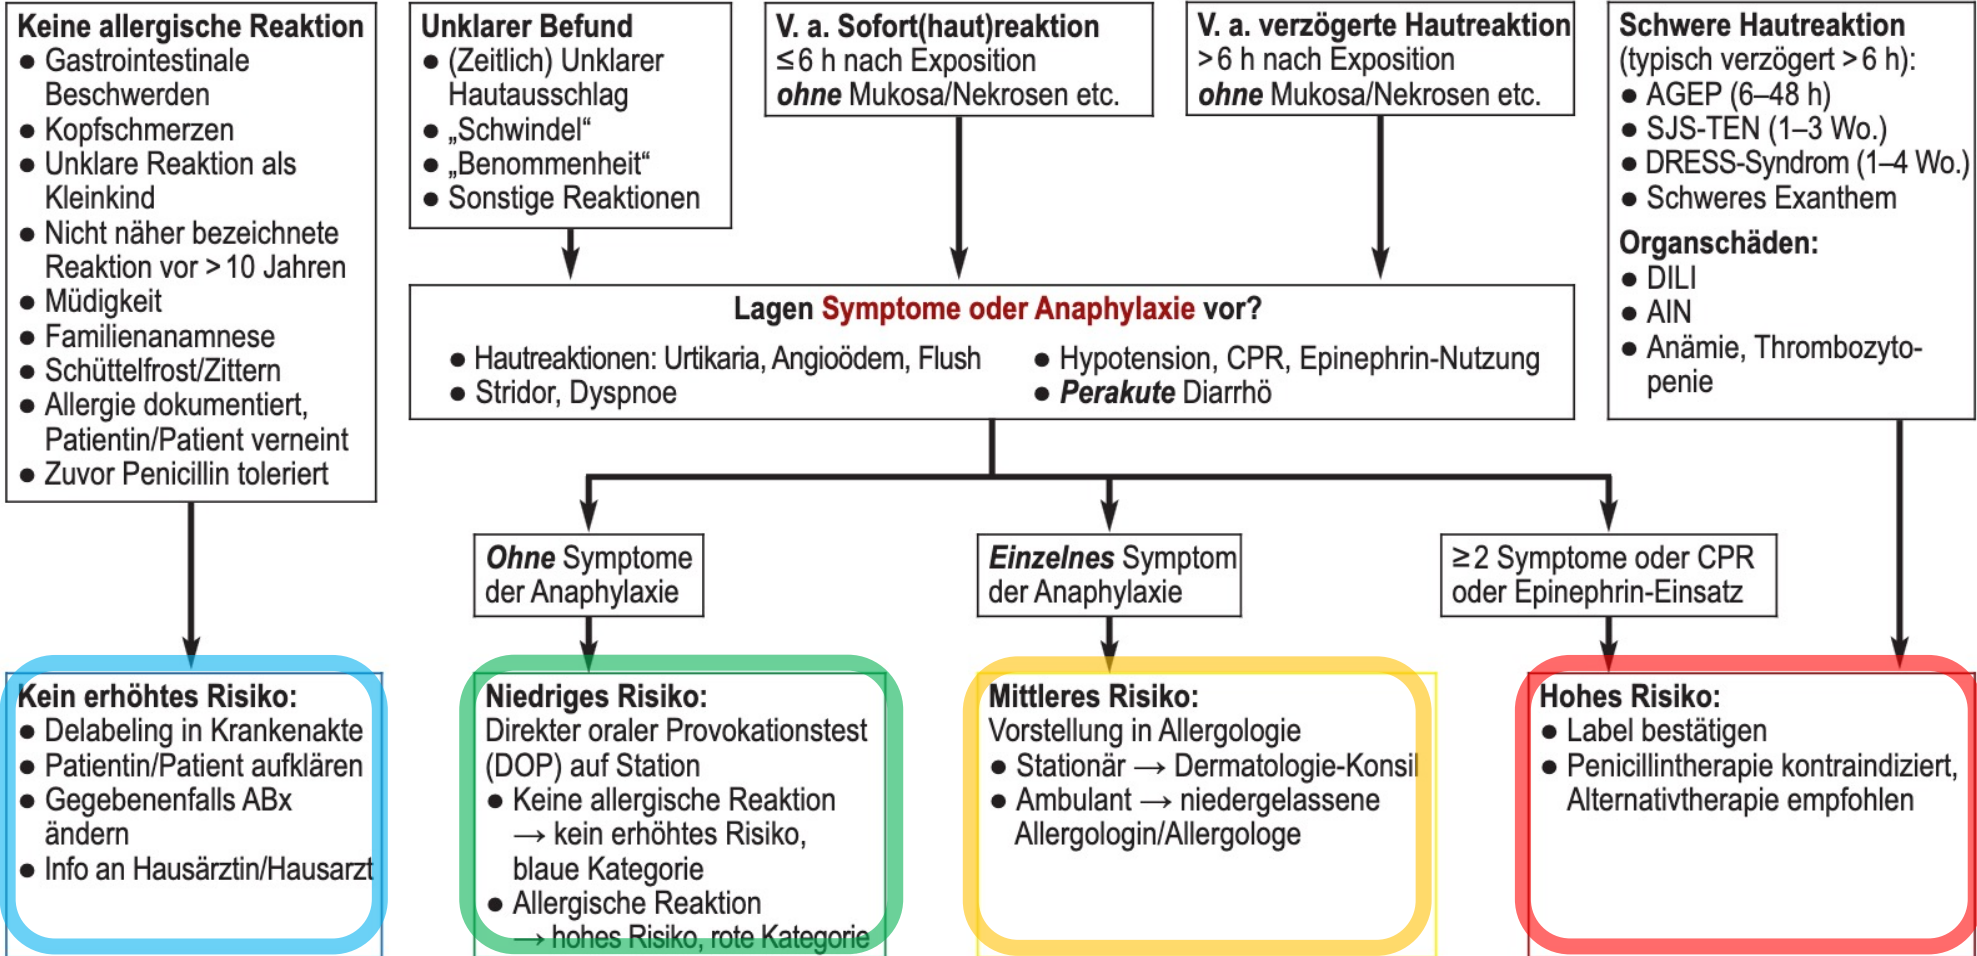 Keine allergische Reaktion
● Gastrointestinale
Beschwerden
● Kopfschmerzen
● Unklare Reaktion als
Kleinkind
● Nicht näher bezeichnete
Reaktion vor > 10 Jahren
● Müdigkeit
● Familienanamnese
● Schüttelfrost/Zittern
● Allergie dokumentiert,
Patientin/Patient verneint
● Zuvor Penicillin toleriert
Unklarer Befund
● (Zeitlich) Unklarer
Hautausschlag
● „Schwindel“
● „Benommenheit“
● Sonstige Reaktionen
V. a. Sofort(haut)reaktion
≤ 6 h nach Exposition
ohne Mukosa/Nekrosen etc.
V. a. verzögerte Hautreaktion
> 6 h nach Exposition
ohne Mukosa/Nekrosen etc.
Schwere Hautreaktion
(typisch verzögert > 6 h):
● AGEP (6–48 h)
● SJS-TEN (1–3 Wo.)
● DRESS-Syndrom (1–4 Wo.)
● Schweres Exanthem
Organschäden:
● DILI
● AIN
● Anämie, Thrombozyto-
penie
Lagen Symptome oder Anaphylaxie vor?
● Hautreaktionen: Urtikaria, Angioödem, Flush
● Stridor, Dyspnoe
● Hypotension, CPR, Epinephrin-Nutzung
● Perakute Diarrhö
Ohne Symptome
der Anaphylaxie
Einzelnes Symptom
der Anaphylaxie
≥ 2 Symptome oder CPR
oder Epinephrin-Einsatz
Kein erhöhtes Risiko:
● Delabeling in Krankenakte
● Patientin/Patient aufklären
● Gegebenenfalls ABx
ändern
● Info an Hausärztin/Hausarzt
Niedriges Risiko:
Direkter oraler Provokationstest
(DOP) auf Station
● Keine allergische Reaktion
→ kein erhöhtes Risiko,
blaue Kategorie
● Allergische Reaktion
→ hohes Risiko, rote Kategorie
Mittleres Risiko:
Vorstellung in Allergologie
● Stationär → Dermatologie-Konsil
● Ambulant → niedergelassene
Allergologin/Allergologe
Hohes Risiko:
● Label bestätigen
● Penicillintherapie kontraindiziert,
Alternativtherapie empfohlen